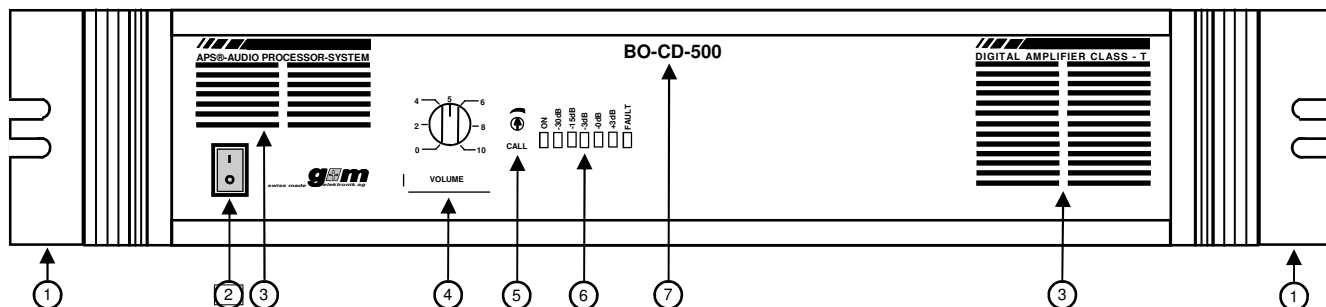 BO-CD-500
APS®-AUDIO PROCESSOR-SYSTEM
DIGITAL AMPLIFIER CLASS - T
0 2 4 5 6 8 10
VOLUME
CALL
ON -30dB -15dB -3dB -0dB +3dB FAULT
I
O
g+m
swiss made elektronik ag
1 2 3 4 5 6 7 3 1